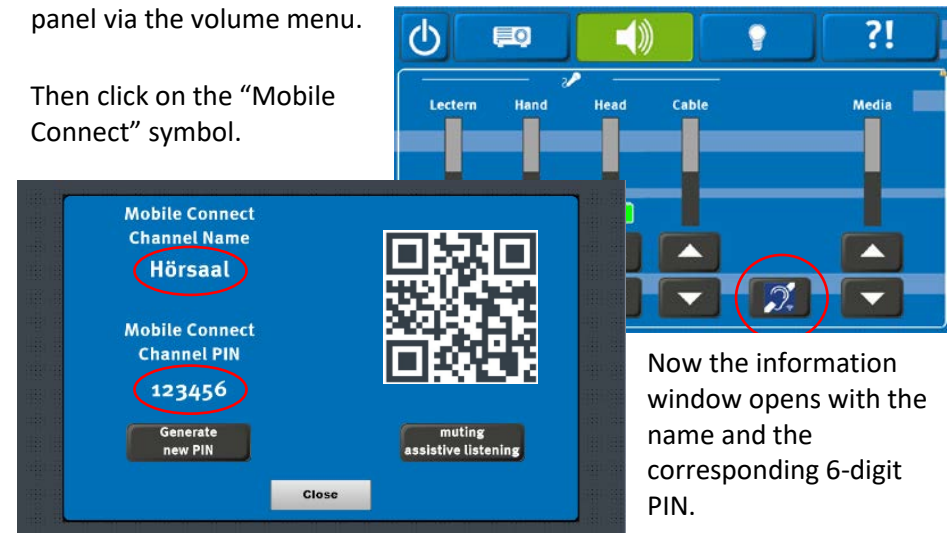 panel via the volume menu.
Then click on the “Mobile
Connect” symbol.
?!
Lectern Hand Head Cable Media
Mobile Connect
Channel Name
Hörsaal
Mobile Connect
Channel PIN
123456
Generate
new PIN
muting
assistive listening
Close
Now the information
window opens with the
name and the
corresponding 6-digit
PIN.